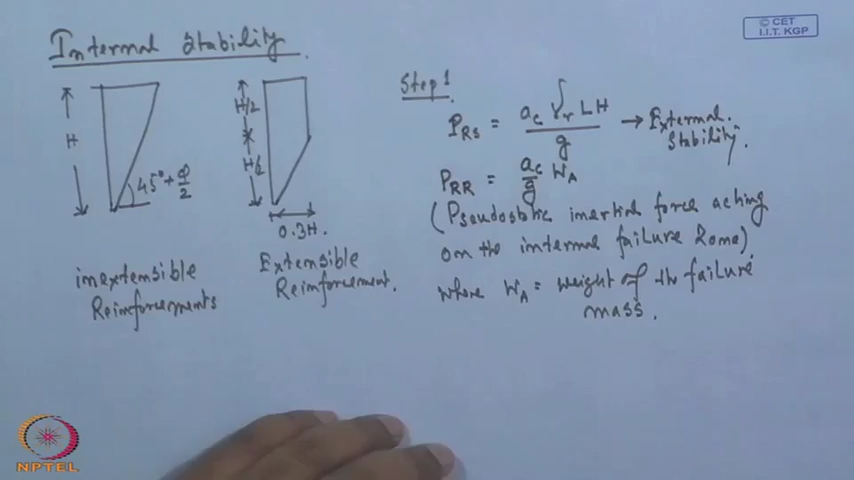 © CET
I.I.T. KGP
Internal Stability
H
45° + φ/2
inextensible
Reinforcements
H/2
H/2
0.3H.
Extensible
Reinforcement.
Step 1
P_RS = a_c γ_r L H / g → External Stability.
P_RR = a_c/g W_A
(Pseudostatic inertial force acting
on the internal failure Zone)
where W_A = weight of the failure
mass.
NPTEL